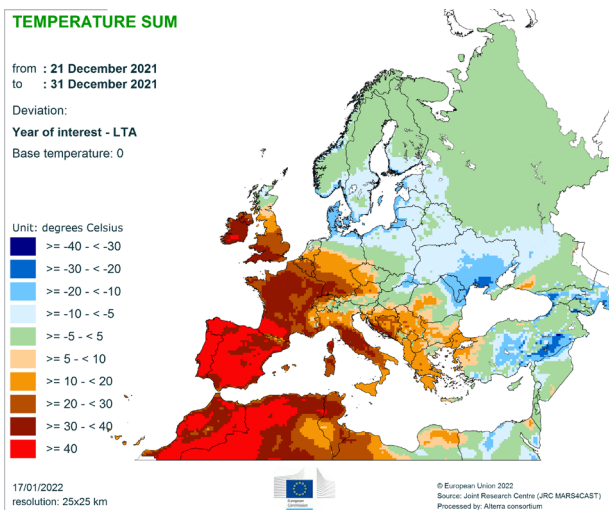 TEMPERATURE SUM
from : 21 December 2021
to : 31 December 2021
Deviation:
Year of interest - LTA
Base temperature: 0
Unit: degrees Celsius
>= -40 - < -30
>= -30 - < -20
>= -20 - < -10
>= -10 - < -5
>= -5 - < 5
>= 5 - < 10
>= 10 - < 20
>= 20 - < 30
>= 30 - < 40
>= 40
17/01/2022
resolution: 25x25 km
European
Commission
© European Union 2022
Source: Joint Research Centre (JRC MARS4CAST)
Processed by: Alterra consortium